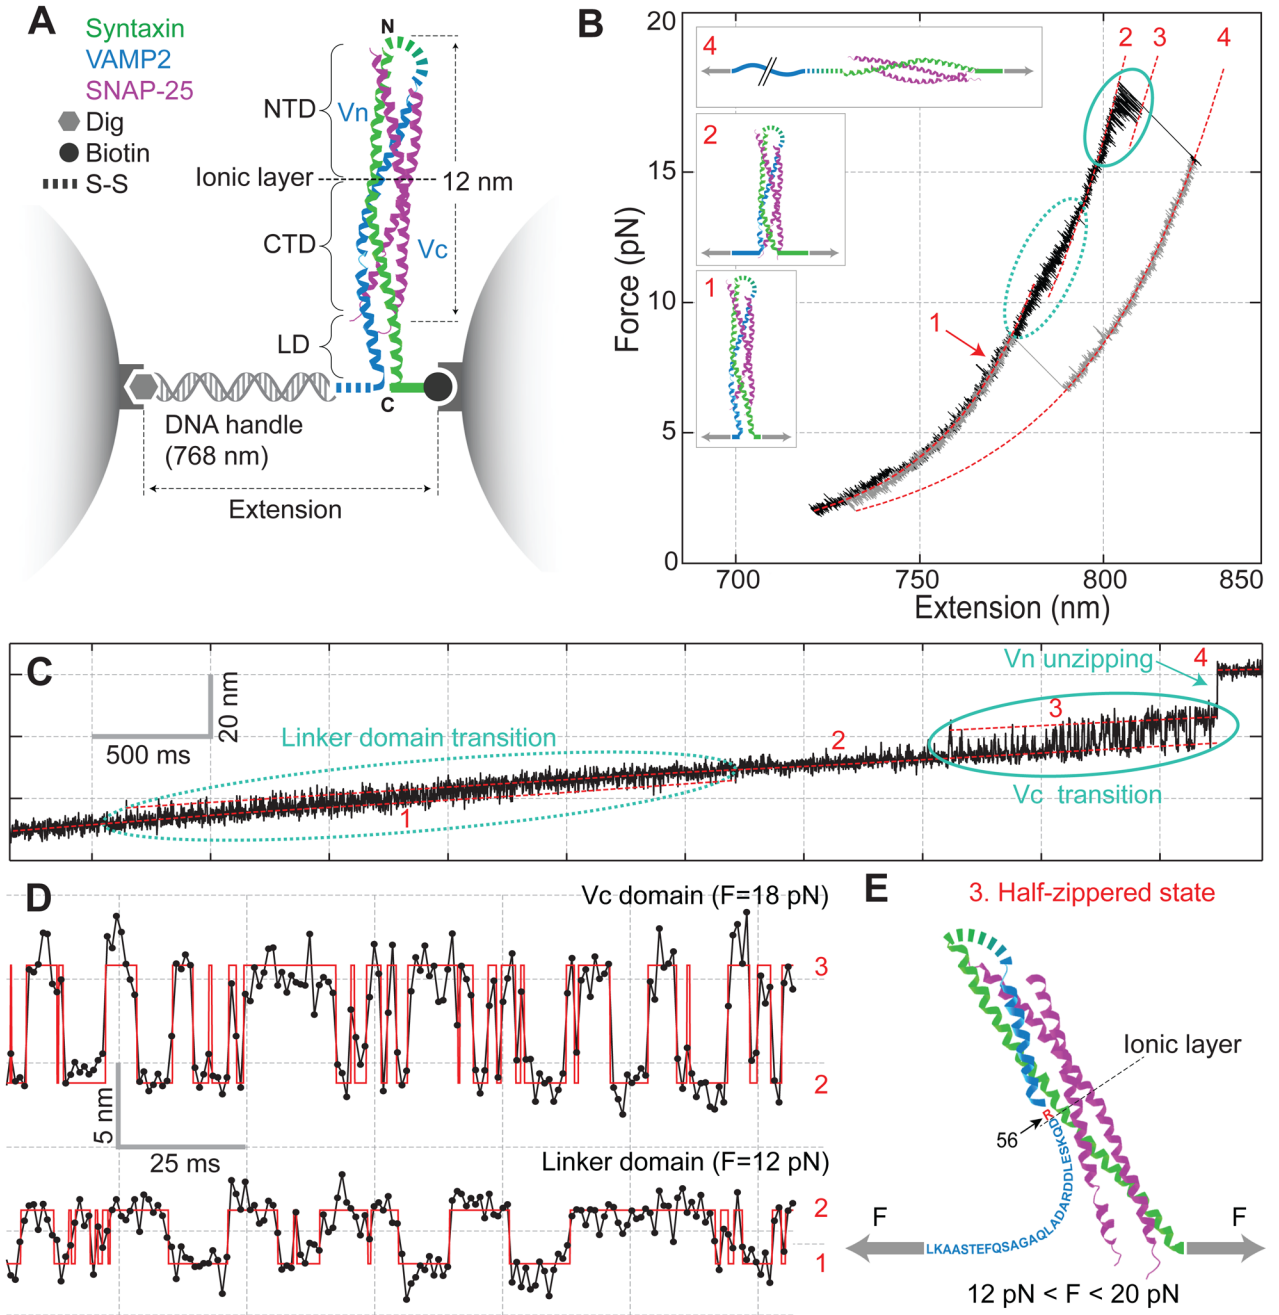 A
Syntaxin
VAMP2
SNAP-25
Dig
Biotin
S-S
N
NTD
Vn
Ionic layer
12 nm
CTD
Vc
LD
C
DNA handle
(768 nm)
Extension
B
20
15
10
5
0
Force (pN)
700
750
800
850
Extension (nm)
4
2
1
1
2
3
4
C
20 nm
500 ms
Linker domain transition
1
2
3
4
Vn unzipping
Vc transition
D
Vc domain (F=18 pN)
3
2
5 nm
25 ms
Linker domain (F=12 pN)
2
1
E
3. Half-zippered state
Ionic layer
R
56
LKAASTEFQSAGAQLADARDDLESKQD
F
F
12 pN < F < 20 pN